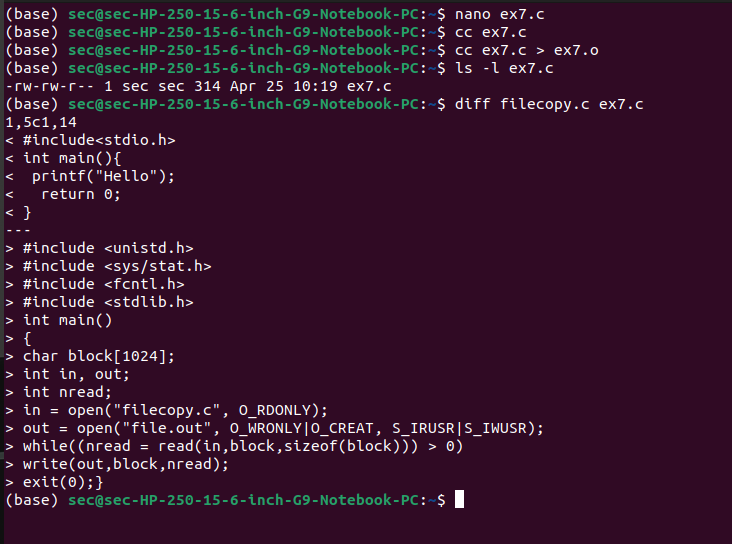 (base) sec@sec-HP-250-15-6-inch-G9-Notebook-PC:~$ nano ex7.c
(base) sec@sec-HP-250-15-6-inch-G9-Notebook-PC:~$ cc ex7.c
(base) sec@sec-HP-250-15-6-inch-G9-Notebook-PC:~$ cc ex7.c > ex7.o
(base) sec@sec-HP-250-15-6-inch-G9-Notebook-PC:~$ ls -l ex7.c
-rw-rw-r-- 1 sec sec 314 Apr 25 10:19 ex7.c
(base) sec@sec-HP-250-15-6-inch-G9-Notebook-PC:~$ diff filecopy.c ex7.c
1,5c1,14
< #include<stdio.h>
< int main(){
<  printf("Hello");
<   return 0;
< }
---
> #include <unistd.h>
> #include <sys/stat.h>
> #include <fcntl.h>
> #include <stdlib.h>
> int main()
> {
> char block[1024];
> int in, out;
> int nread;
> in = open("filecopy.c", O_RDONLY);
> out = open("file.out", O_WRONLY|O_CREAT, S_IRUSR|S_IWUSR);
> while((nread = read(in,block,sizeof(block))) > 0)
> write(out,block,nread);
> exit(0);}
(base) sec@sec-HP-250-15-6-inch-G9-Notebook-PC:~$